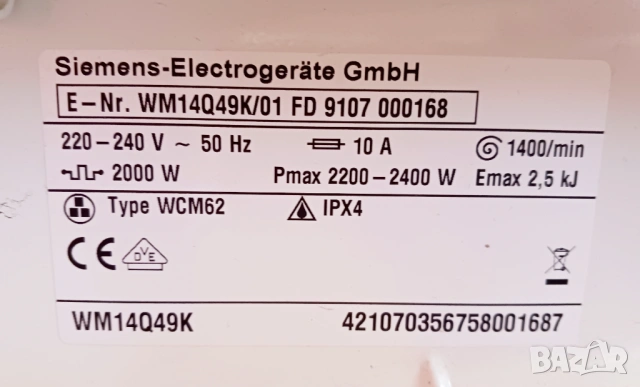 Siemens-Electrogeräte GmbH
E-Nr. WM14Q49K/01 FD 9107 000168
220-240 V ~ 50 Hz 10 A 1400/min
2000 W Pmax 2200-2400 W Emax 2,5 kJ
Type WCM62 IPX4
CE DVE
WM14Q49K 421070356758001687
BAZAR